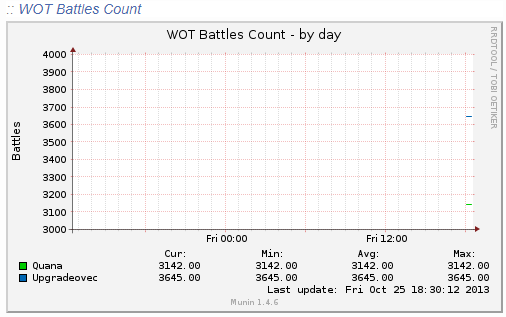 :: WOT Battles Count
WOT Battles Count - by day
RRDTOOL / TOBI OETIKER
Battles
4000
3900
3800
3700
3600
3500
3400
3300
3200
3100
3000
Fri 00:00 Fri 12:00
Cur: Min: Avg: Max:
Quana 3142.00 3142.00 3142.00 3142.00
Upgradeovec 3645.00 3645.00 3645.00 3645.00
Last update: Fri Oct 25 18:30:12 2013
Munin 1.4.6